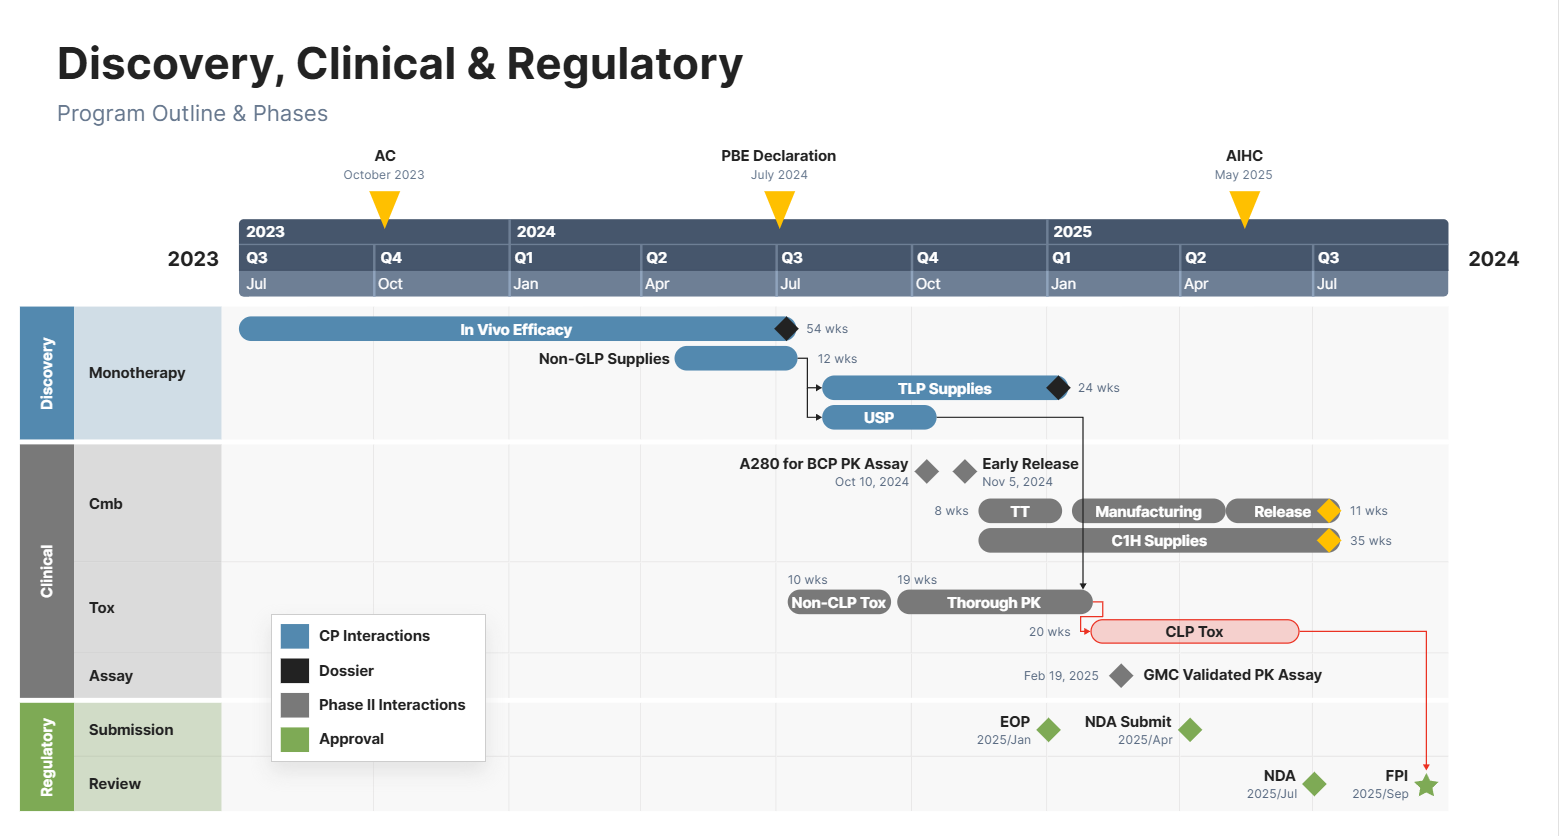 Discovery, Clinical & Regulatory
Program Outline & Phases
AC
October 2023
PBE Declaration
July 2024
AIHC
May 2025
2023 2024 2025
2023 Q3 Q4 Q1 Q2 Q3 Q4 Q1 Q2 Q3 2024
Jul Oct Jan Apr Jul Oct Jan Apr Jul
Discovery
Monotherapy
In Vivo Efficacy 54 wks
Non-GLP Supplies 12 wks
TLP Supplies 24 wks
USP
Clinical
Cmb
A280 for BCP PK Assay
Oct 10, 2024
Early Release
Nov 5, 2024
8 wks TT Manufacturing Release 11 wks
C1H Supplies 35 wks
Tox
10 wks 19 wks
Non-CLP Tox Thorough PK
20 wks CLP Tox
Assay
Feb 19, 2025 GMC Validated PK Assay
CP Interactions
Dossier
Phase II Interactions
Approval
Regulatory
Submission
EOP
2025/Jan
NDA Submit
2025/Apr
Review
NDA
2025/Jul
FPI
2025/Sep